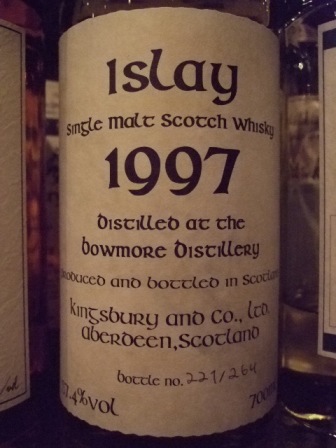 Islay
Single Malt Scotch Whisky
1997
Distilled at the
Bowmore Distillery
Produced and bottled in Scotland
Kingsbury and Co., Ltd.
Aberdeen, Scotland
bottle no. 221/264
7.4%vol 700ml